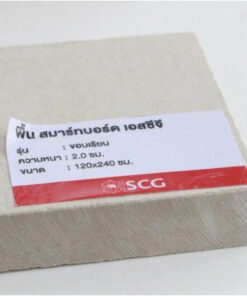 พื้น สมาร์ทบอร์ด เอสซีจี
รุ่น : ขอบเรียบ
ความหนา : 2.0 ซม.
ขนาด : 120x240 ซม.
SCG